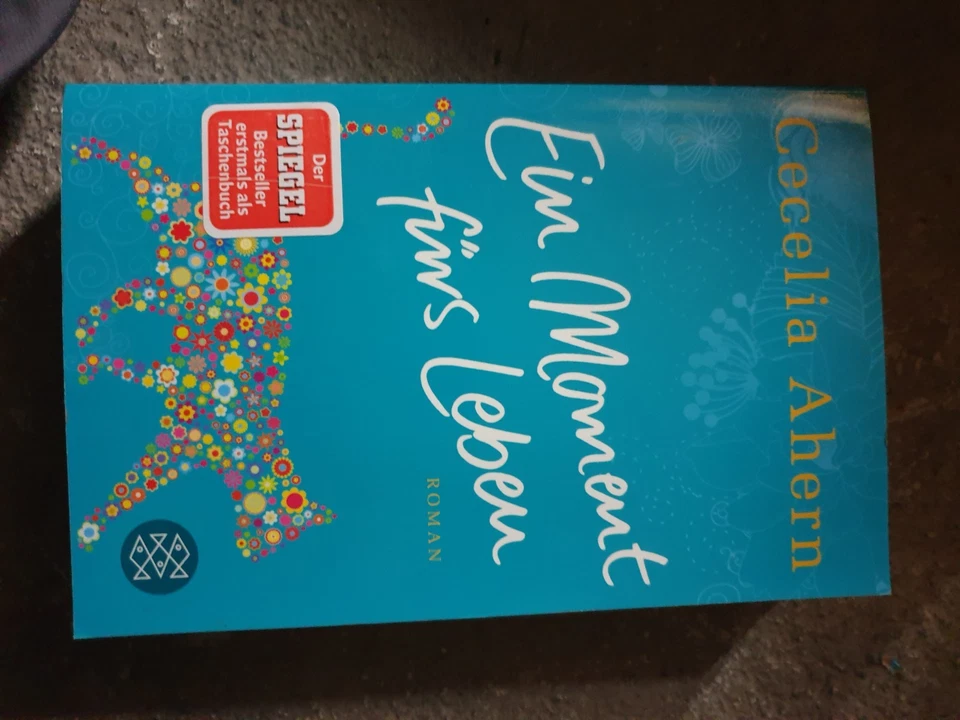 Cecelia Ahern
Ein Moment
fürs Leben
ROMAN
Der
SPIEGEL
Bestseller
erstmals als
Taschenbuch